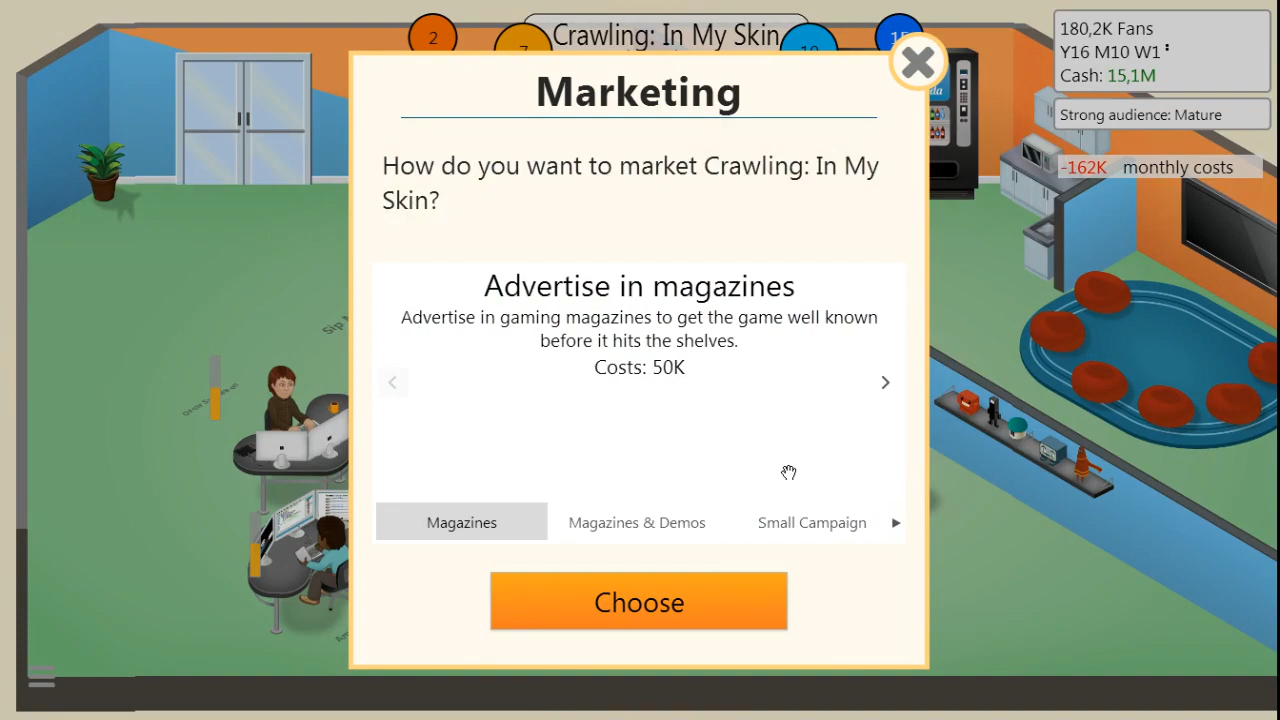 2
7
Crawling: In My Skin
180,2K Fans
Y16 M10 W1
Cash: 15,1M
Strong audience: Mature
-162K monthly costs
Marketing
How do you want to market Crawling: In My
Skin?
Advertise in magazines
Advertise in gaming magazines to get the game well known
before it hits the shelves.
Costs: 50K
Magazines
Magazines & Demos
Small Campaign
Choose